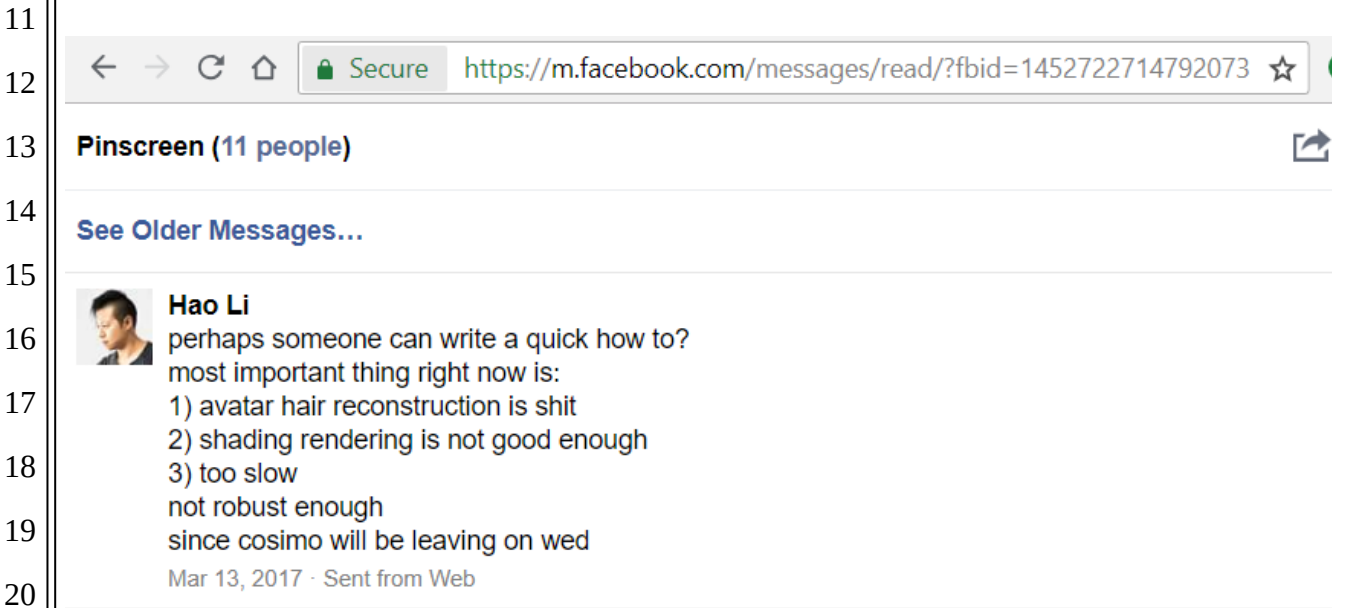 11
12
Secure https://m.facebook.com/messages/read/?fbid=1452722714792073
13
Pinscreen (11 people)
14
See Older Messages…
15
Hao Li
16
perhaps someone can write a quick how to?
most important thing right now is:
17
1) avatar hair reconstruction is shit
2) shading rendering is not good enough
18
3) too slow
not robust enough
19
since cosimo will be leaving on wed
Mar 13, 2017 · Sent from Web
20